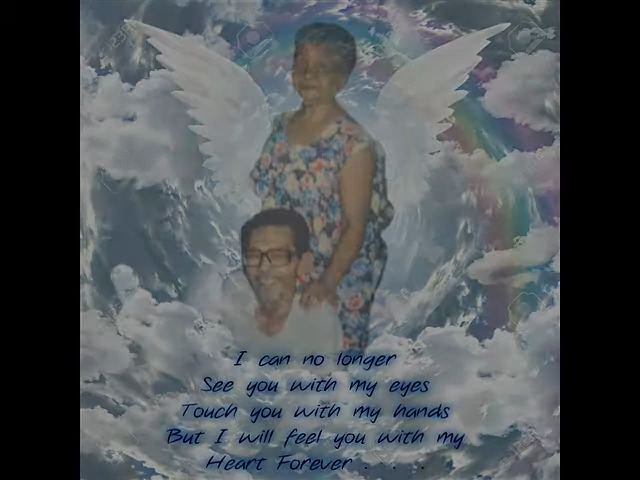 I can no longer
See you with my eyes
Touch you with my hands
But I will feel you with my
Heart Forever . . . .